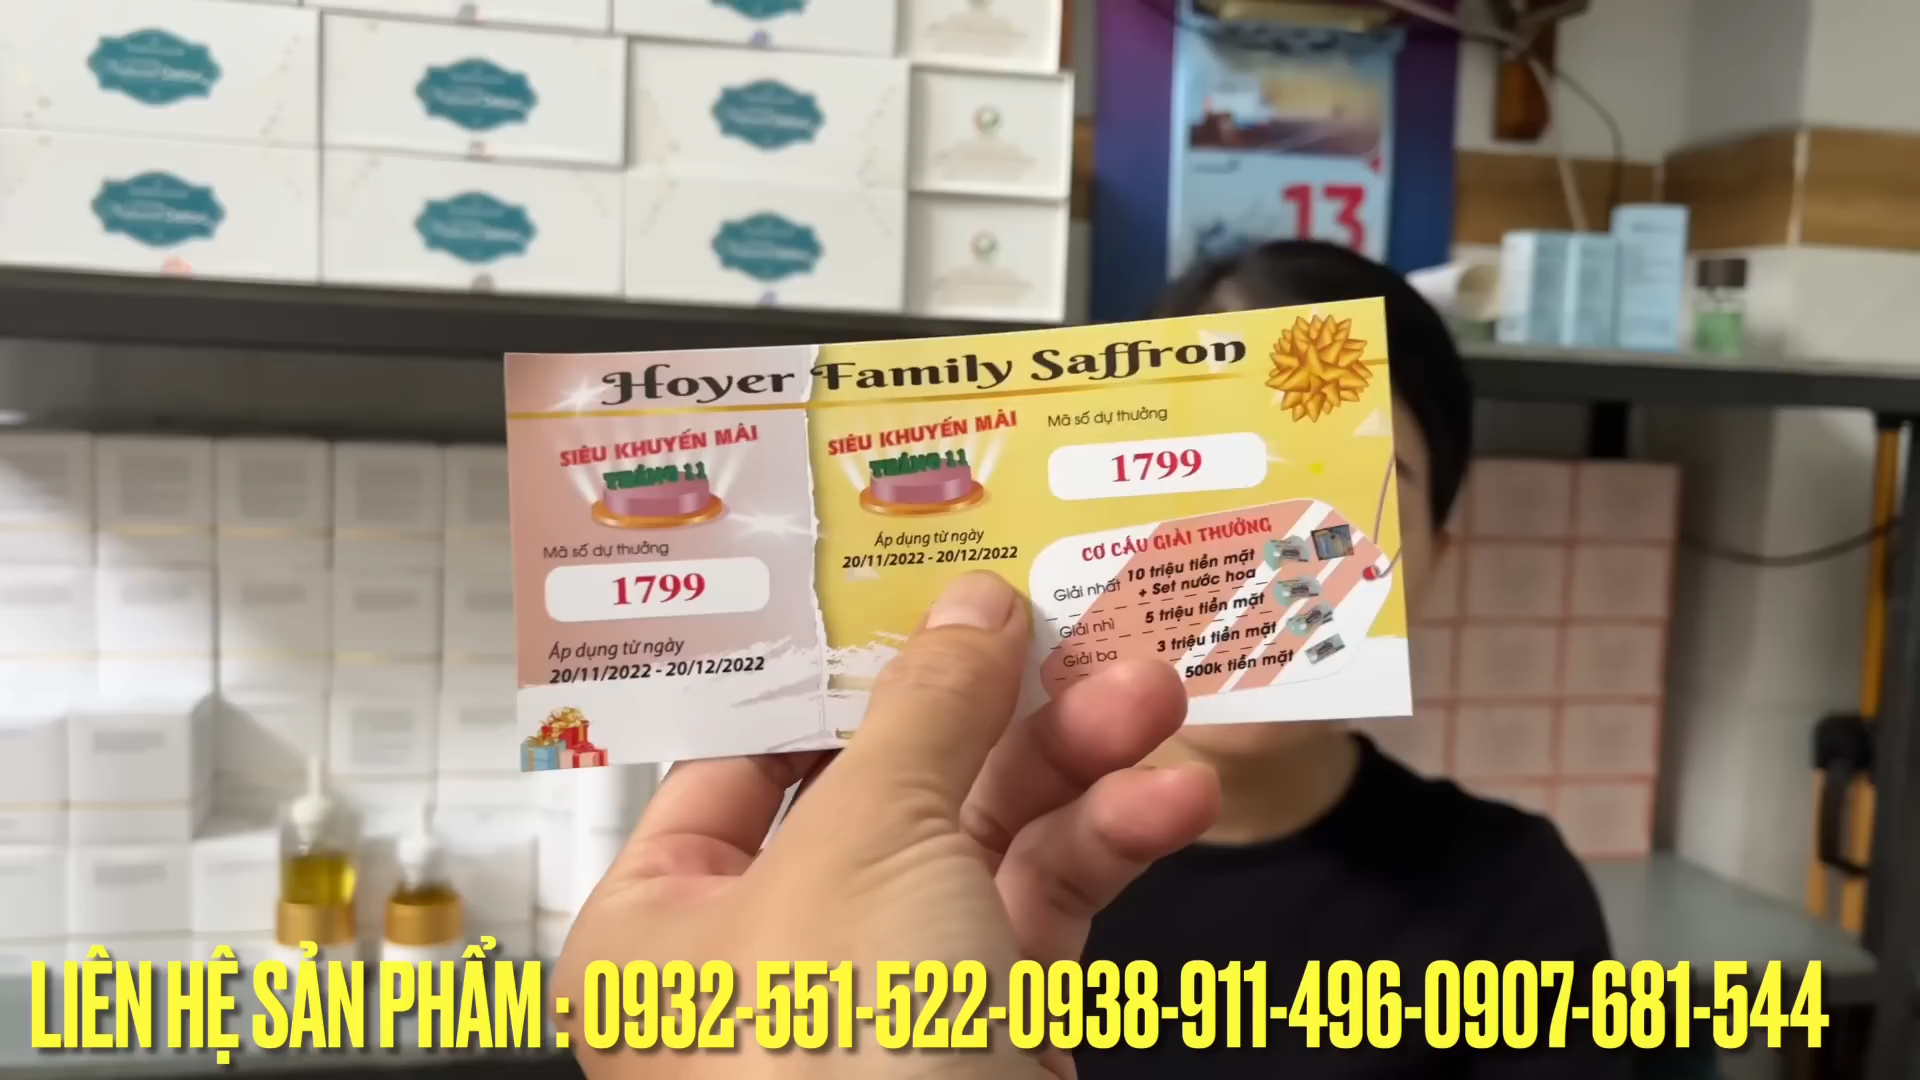 13
Hoyer Family Saffron
SIÊU KHUYẾN MÃI
THÁNG 11
Mã số dự thưởng
1799
Áp dụng từ ngày
20/11/2022 - 20/12/2022
SIÊU KHUYẾN MÃI
THÁNG 11
Áp dụng từ ngày
20/11/2022 - 20/12/2022
Mã số dự thưởng
1799
CƠ CẤU GIẢI THƯỞNG
Giải nhất 10 triệu tiền mặt
+ Set nước hoa
Giải nhì 5 triệu tiền mặt
Giải ba 3 triệu tiền mặt
500k tiền mặt
LIÊN HỆ SẢN PHẨM : 0932-551-522-0938-911-496-0907-681-544